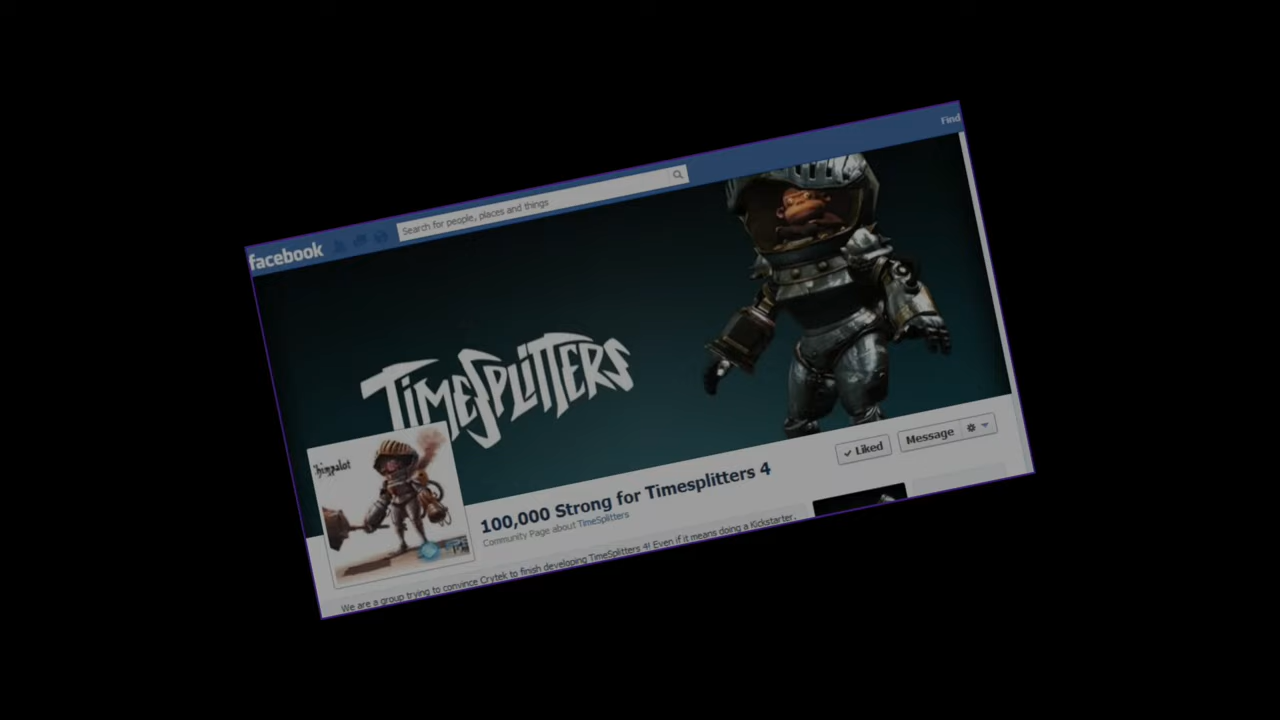 Find
facebook
Search for people, places and things
TIMESPLITTERS
Liked
Message
100,000 Strong for Timesplitters 4
Community Page about TimeSplitters
We are a group trying to convince Crytek to finish developing TimeSplitters 4! Even if it means doing a Kickstarter.